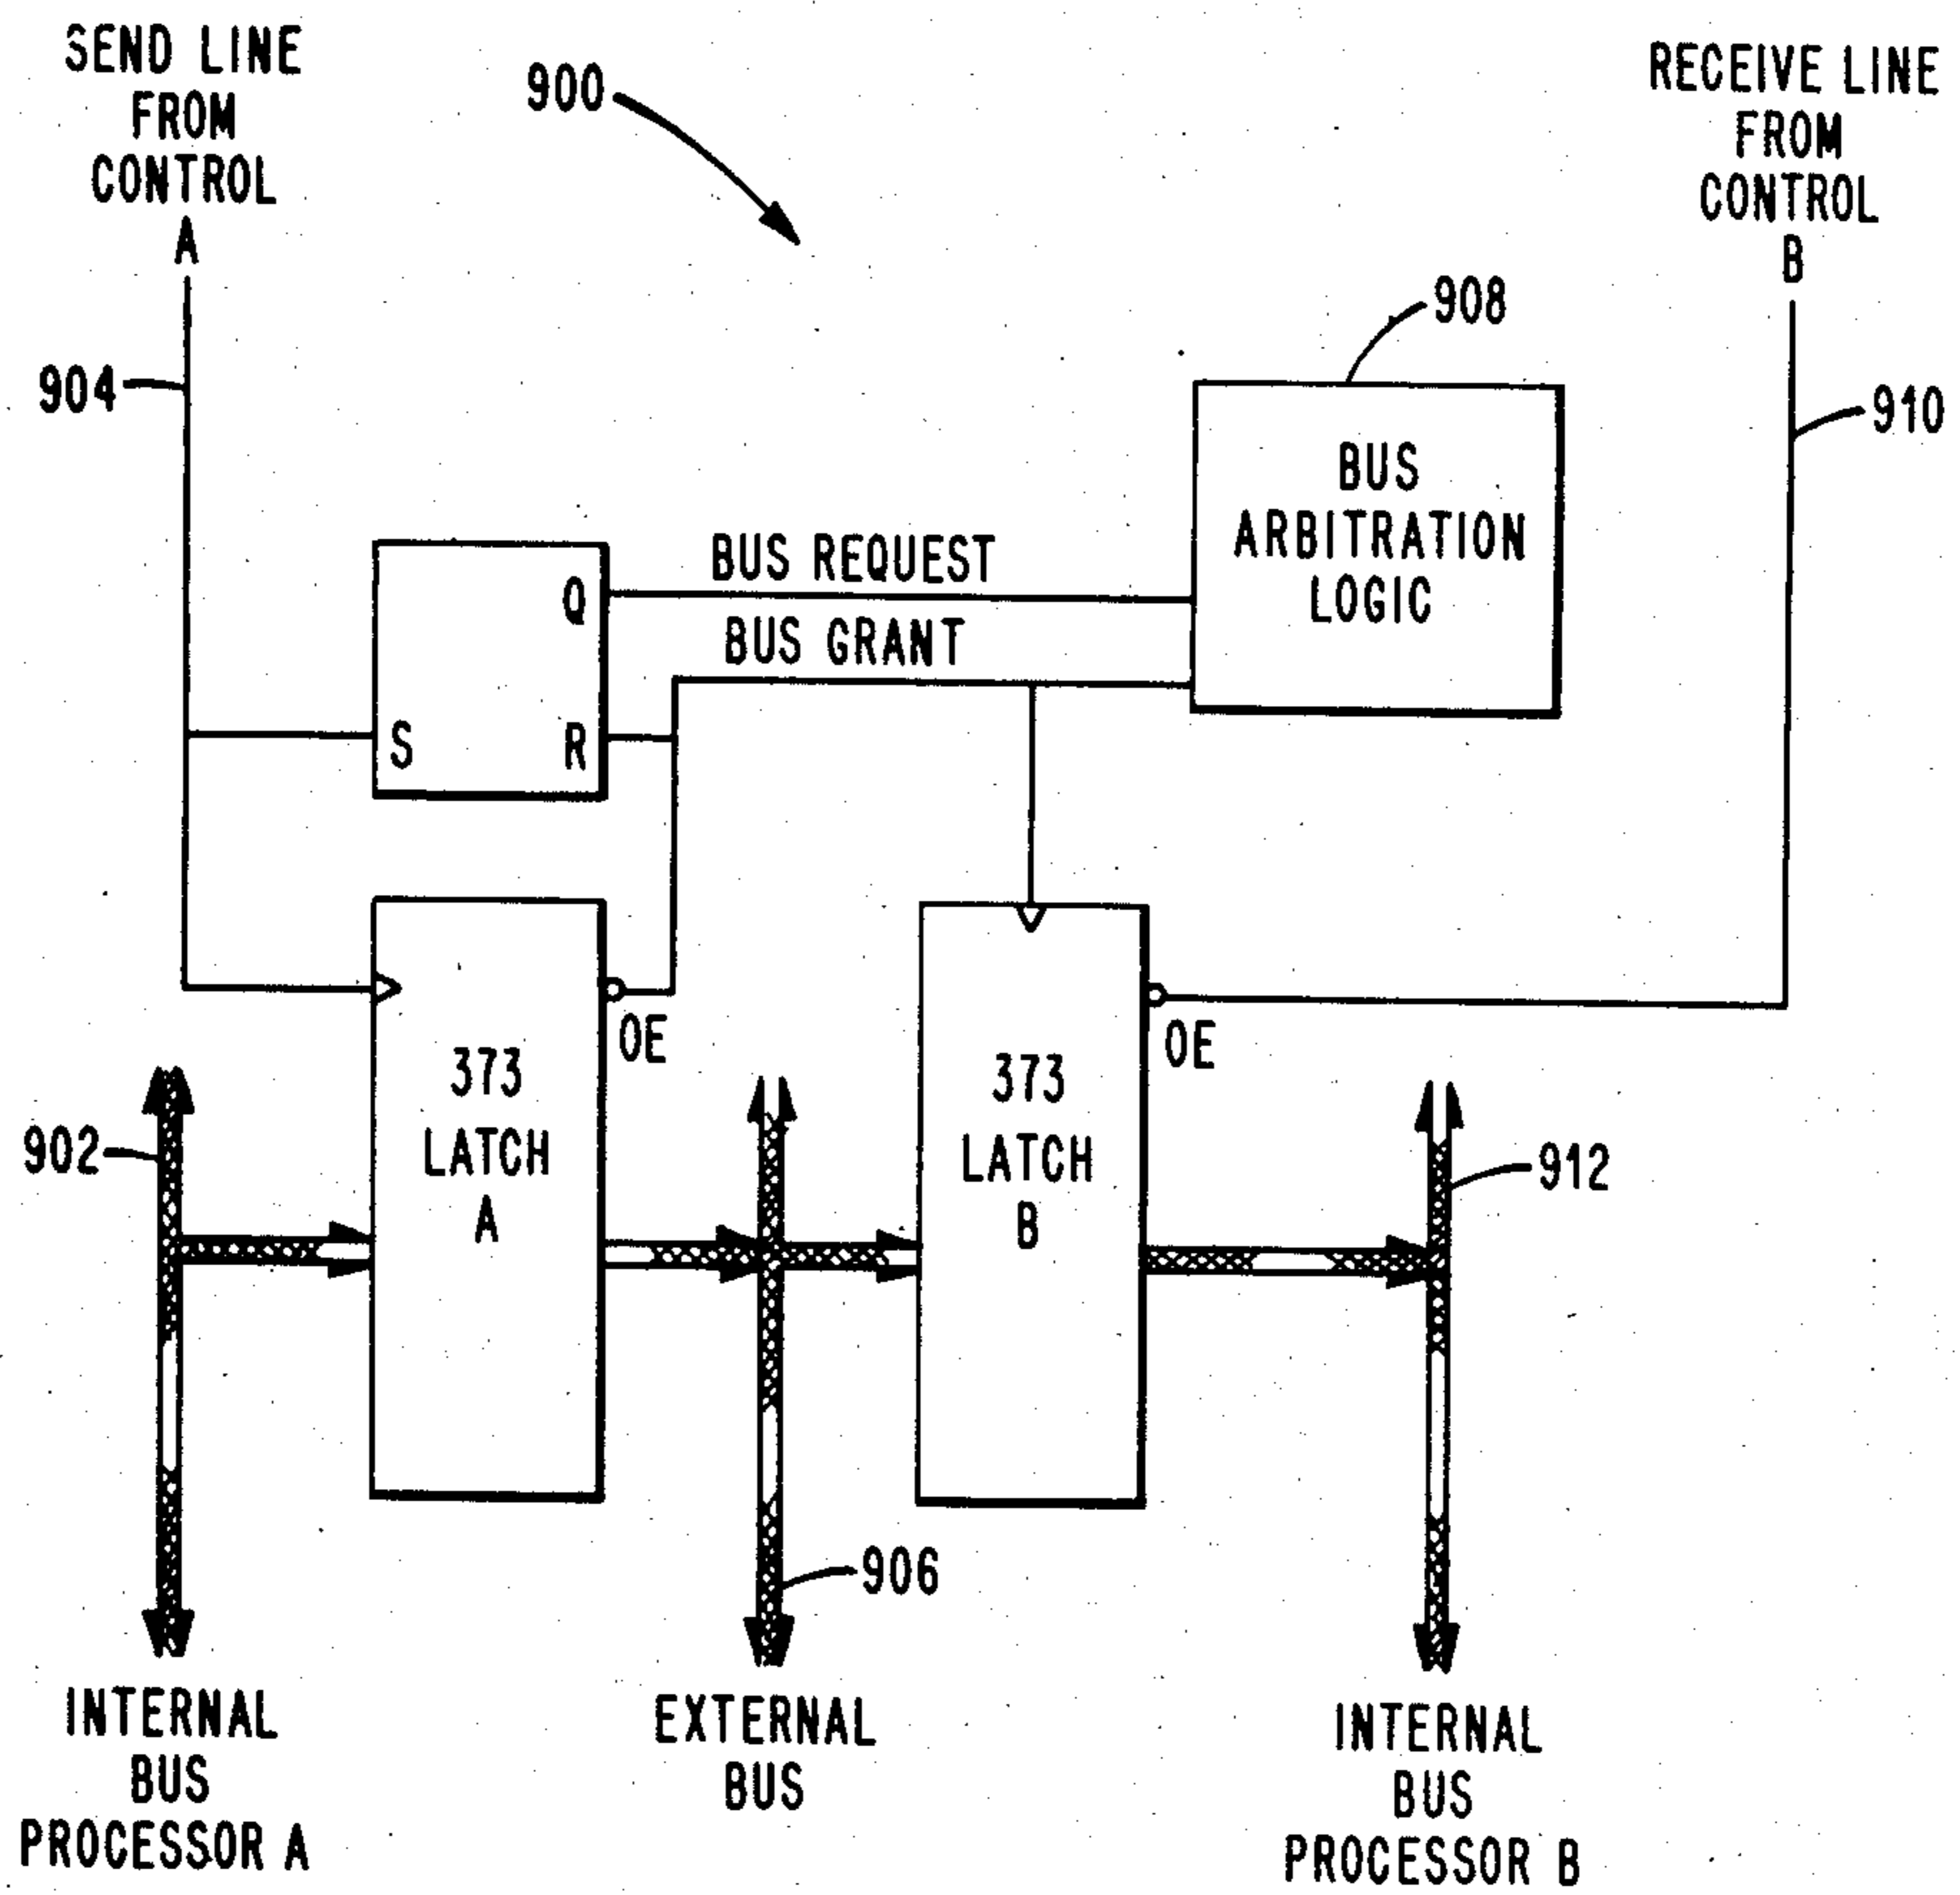 SEND LINE
FROM
CONTROL
A
900
RECEIVE LINE
FROM
CONTROL
B
908
904
910
BUS
ARBITRATION
LOGIC
BUS REQUEST
Q
BUS GRANT
S
R
OE
OE
373
LATCH
A
373
LATCH
B
902
912
906
INTERNAL
BUS
PROCESSOR A
EXTERNAL
BUS
INTERNAL
BUS
PROCESSOR B